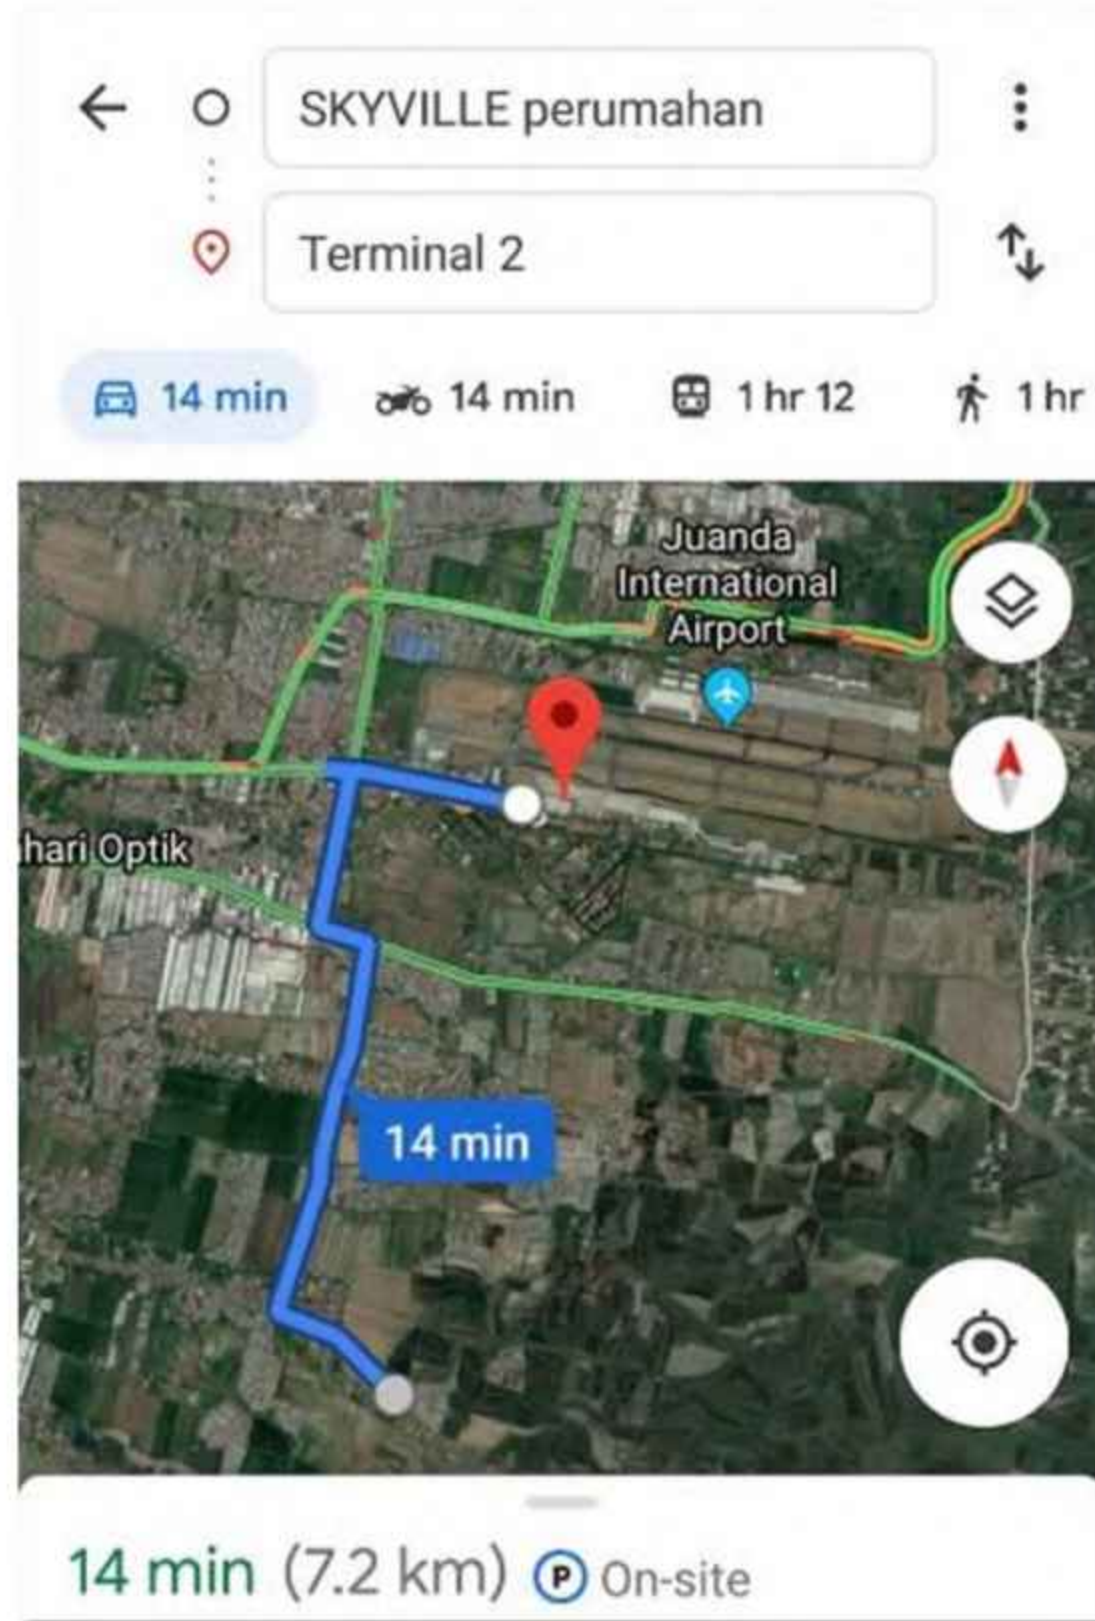 SKYVILLE perumahan
Terminal 2
14 min
14 min
1 hr 12
1 hr
Juanda
International
Airport
hari Optik
14 min
14 min (7.2 km) P On-site